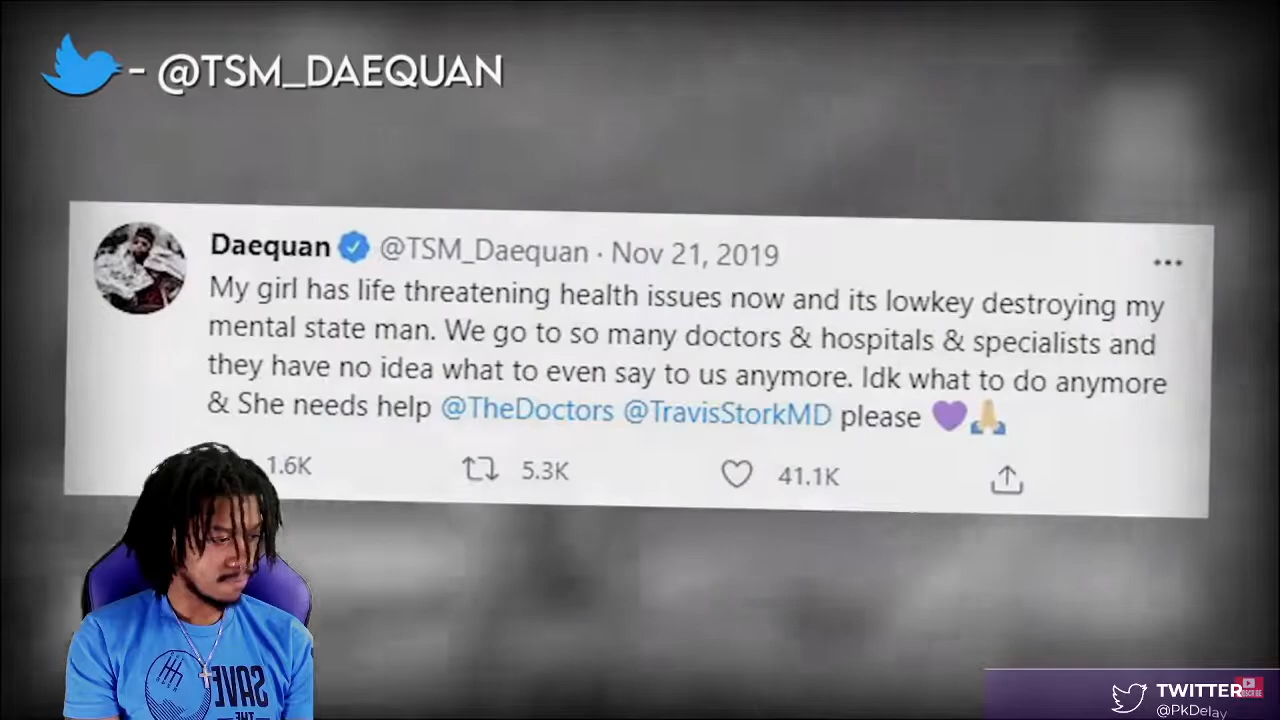 - @TSM_DAEQUAN
Daequan @TSM_Daequan · Nov 21, 2019
My girl has life threatening health issues now and its lowkey destroying my
mental state man. We go to so many doctors & hospitals & specialists and
they have no idea what to even say to us anymore. Idk what to do anymore
& She needs help @TheDoctors @TravisStorkMD please 💜🙏🏼
1.6K 5.3K 41.1K
SAVE
THE
TWITTER
SUBSCRIBE
@PkDelay